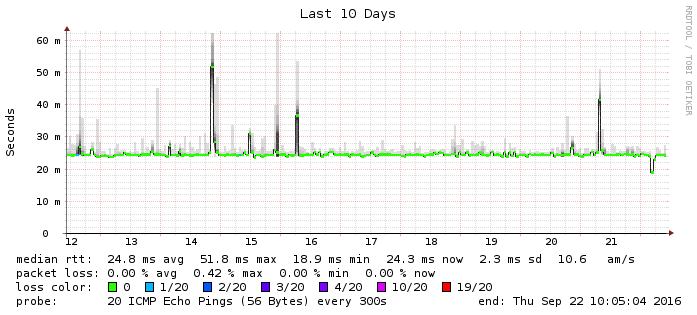 Last 10 Days
RRDTOOL / TOBI OETIKER
Seconds
60 m
50 m
40 m
30 m
20 m
10 m
0
12 13 14 15 16 17 18 19 20 21
median rtt: 24.8 ms avg 51.8 ms max 18.9 ms min 24.3 ms now 2.3 ms sd 10.6 am/s
packet loss: 0.00 % avg 0.42 % max 0.00 % min 0.00 % now
loss color: 0 1/20 2/20 3/20 4/20 10/20 19/20
probe: 20 ICMP Echo Pings (56 Bytes) every 300s end: Thu Sep 22 10:05:04 2016